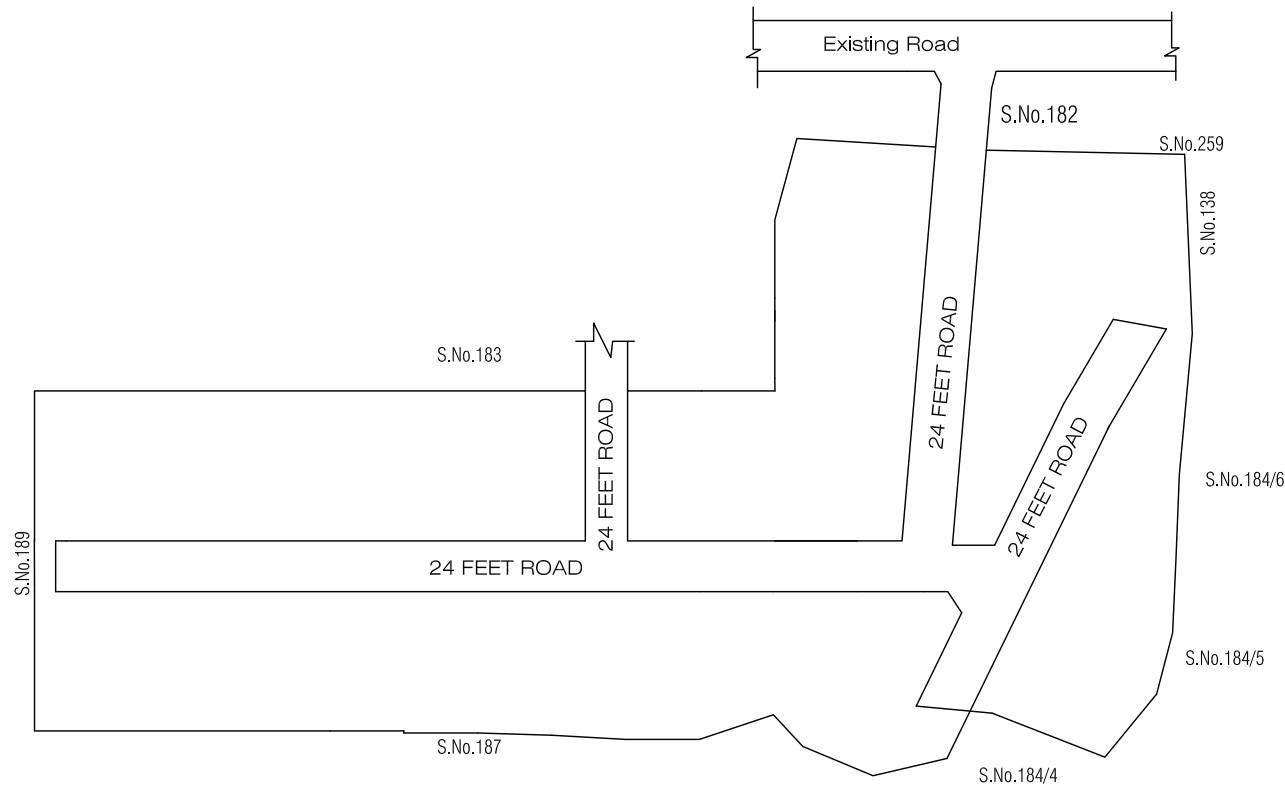 Existing Road
S.No.182
S.No.259
S.No.138
S.No.183
24 FEET ROAD
24 FEET ROAD
24 FEET ROAD
S.No.184/6
S.No.189
24 FEET ROAD
S.No.184/5
S.No.187
S.No.184/4